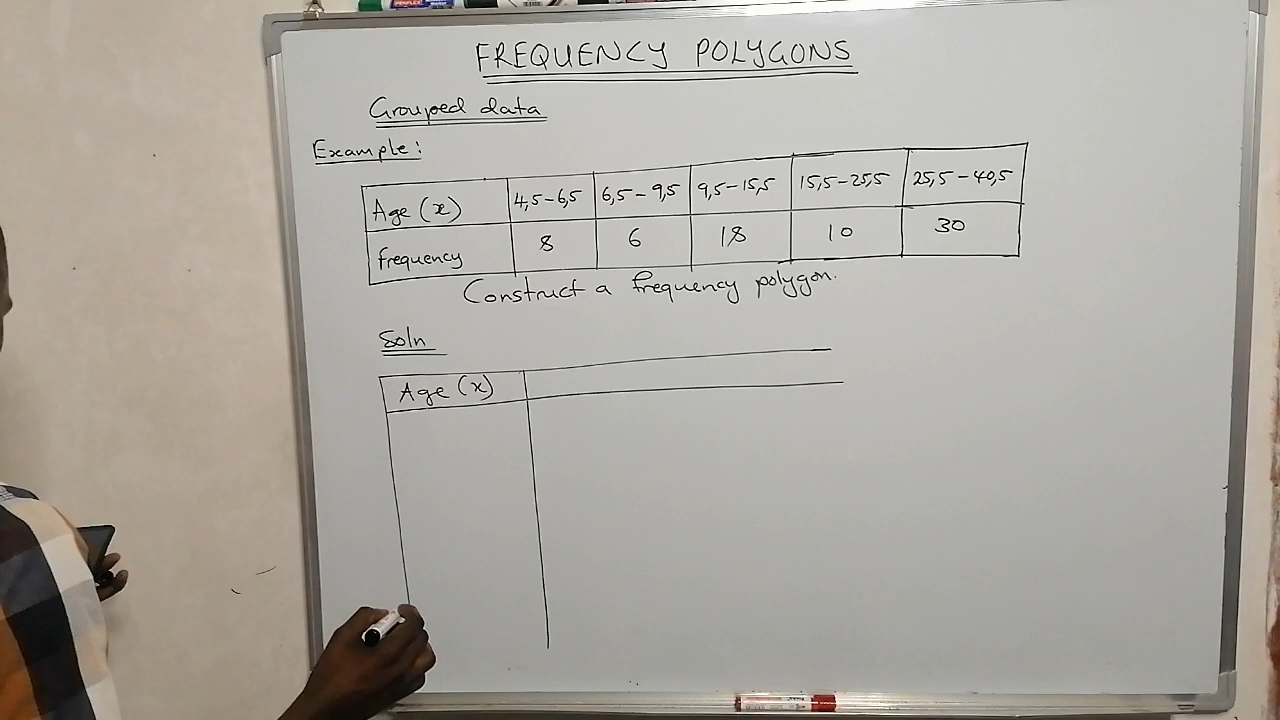 FREQUENCY POLYGONS
Grouped data
Example:
Age (x) 4,5-6,5 6,5-9,5 9,5-15,5 15,5-25,5 25,5-40,5
frequency 8 6 18 10 30
Construct a frequency polygon.
Soln
Age (x)